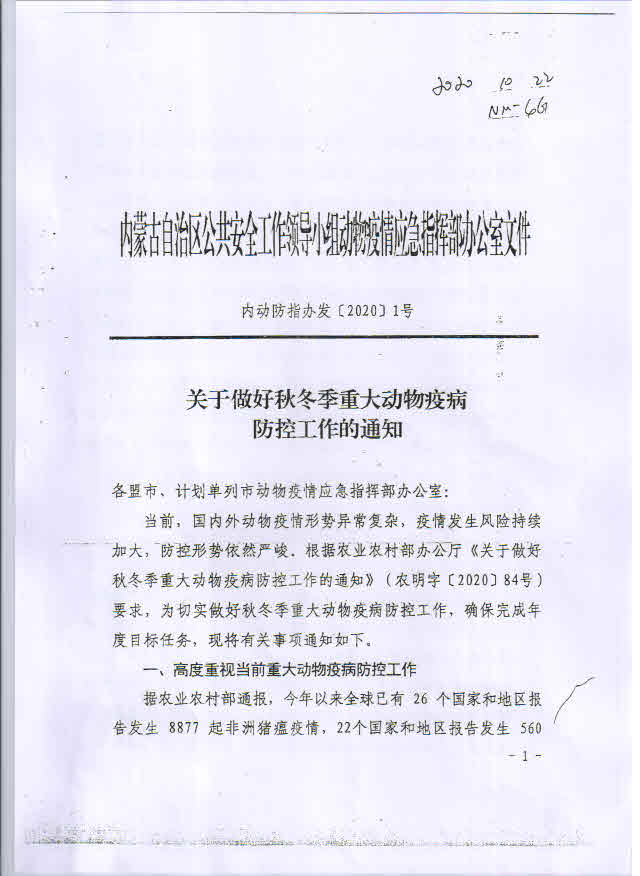 2020 10 22
NM-66
内蒙古自治区公共安全工作领导小组动物疫情应急指挥部办公室文件
内动防指办发〔2020〕1号
关于做好秋冬季重大动物疫病
防控工作的通知
各盟市、计划单列市动物疫情应急指挥部办公室：
当前，国内外动物疫情形势异常复杂，疫情发生风险持续
加大，防控形势依然严峻。根据农业农村部办公厅《关于做好
秋冬季重大动物疫病防控工作的通知》（农明字〔2020〕84号）
要求，为切实做好秋冬季重大动物疫病防控工作，确保完成年
度目标任务，现将有关事项通知如下。
一、高度重视当前重大动物疫病防控工作
据农业农村部通报，今年以来全球已有 26 个国家和地区报
告发生 8877 起非洲猪瘟疫情，22个国家和地区报告发生 560
- 1 -